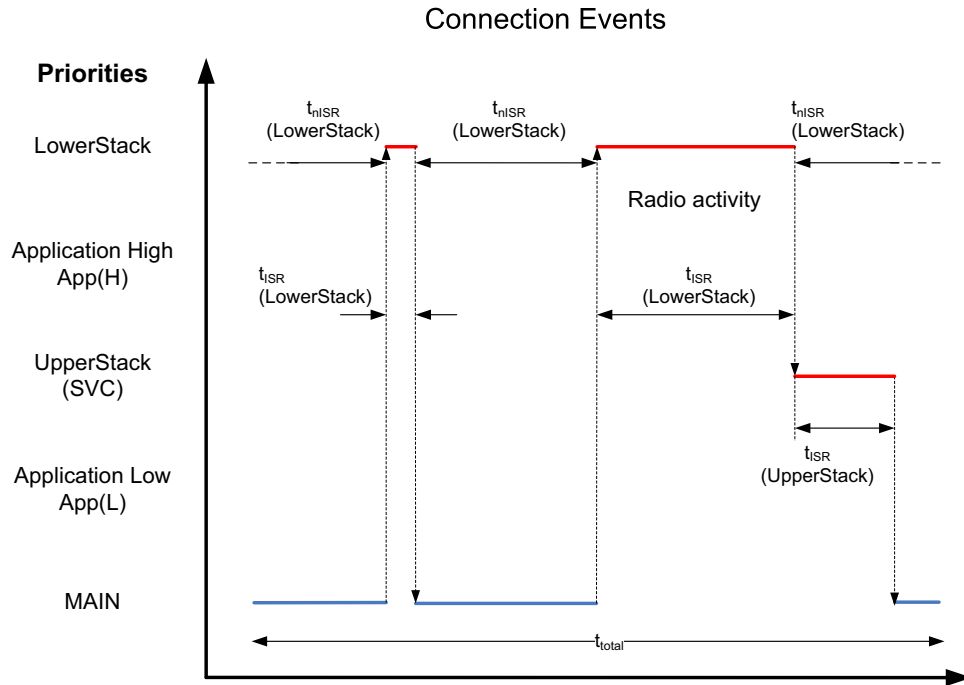 Connection Events
Priorities
LowerStack
Application High
App(H)
UpperStack
(SVC)
Application Low
App(L)
MAIN
tnISR
(LowerStack)
tnISR
(LowerStack)
tnISR
(LowerStack)
Radio activity
tISR
(LowerStack)
tISR
(LowerStack)
tISR
(UpperStack)
ttotal